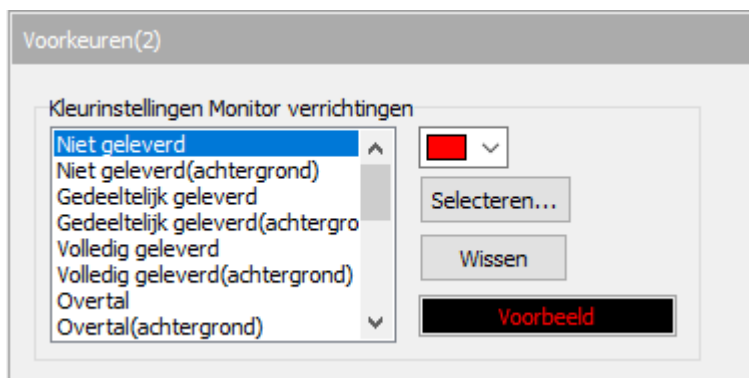 Voorkeuren(2)
Kleurinstellingen Monitor verrichtingen
Niet geleverd
Niet geleverd(achtergrond)
Gedeeltelijk geleverd
Gedeeltelijk geleverd(achtergro
Volledig geleverd
Volledig geleverd(achtergrond)
Overtal
Overtal(achtergrond)
Selecteren...
Wissen
Voorbeeld